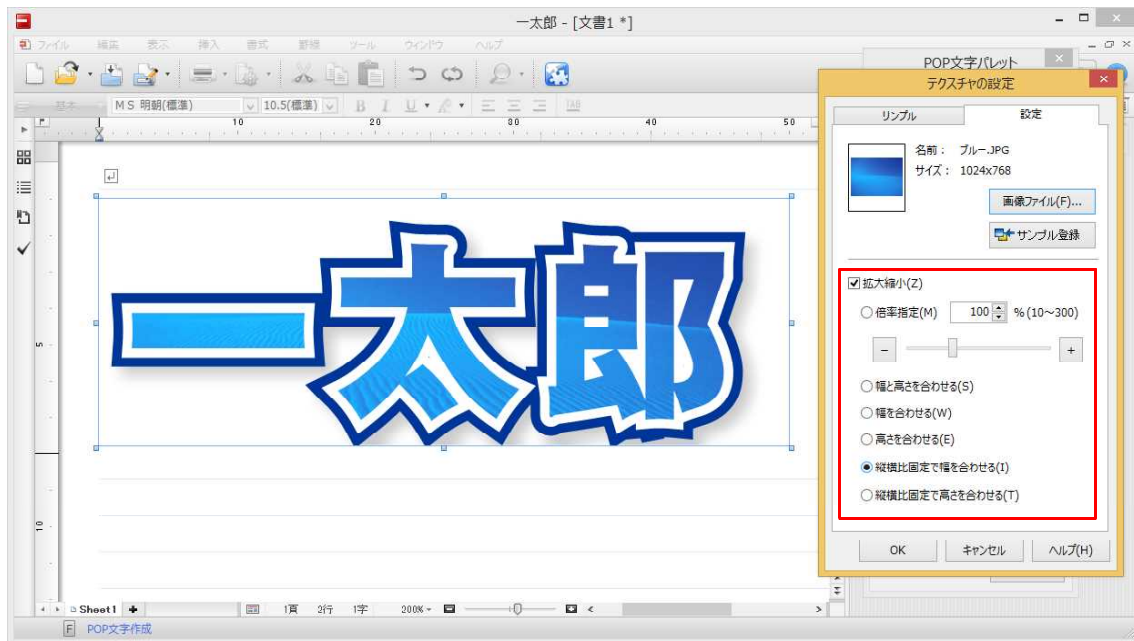 一太郎 - [文書1 *]
ファイル 編集 表示 挿入 書式 罫線 ツール ウィンドウ ヘルプ
基本 MS 明朝(標準) 10.5(標準) B I U
10 20 30 40 50
一太郎
5
10
Sheet1 1頁 2行 1字 200%
F POP文字作成
POP文字パレット
テクスチャの設定
リンプル 設定
名前： ブルー.JPG
サイズ： 1024x768
画像ファイル(F)...
サンプル登録
拡大縮小(Z)
倍率指定(M) 100 %(10～300)
- +
幅と高さを合わせる(S)
幅を合わせる(W)
高さを合わせる(E)
縦横比固定で幅を合わせる(I)
縦横比固定で高さを合わせる(T)
OK キャンセル ヘルプ(H)